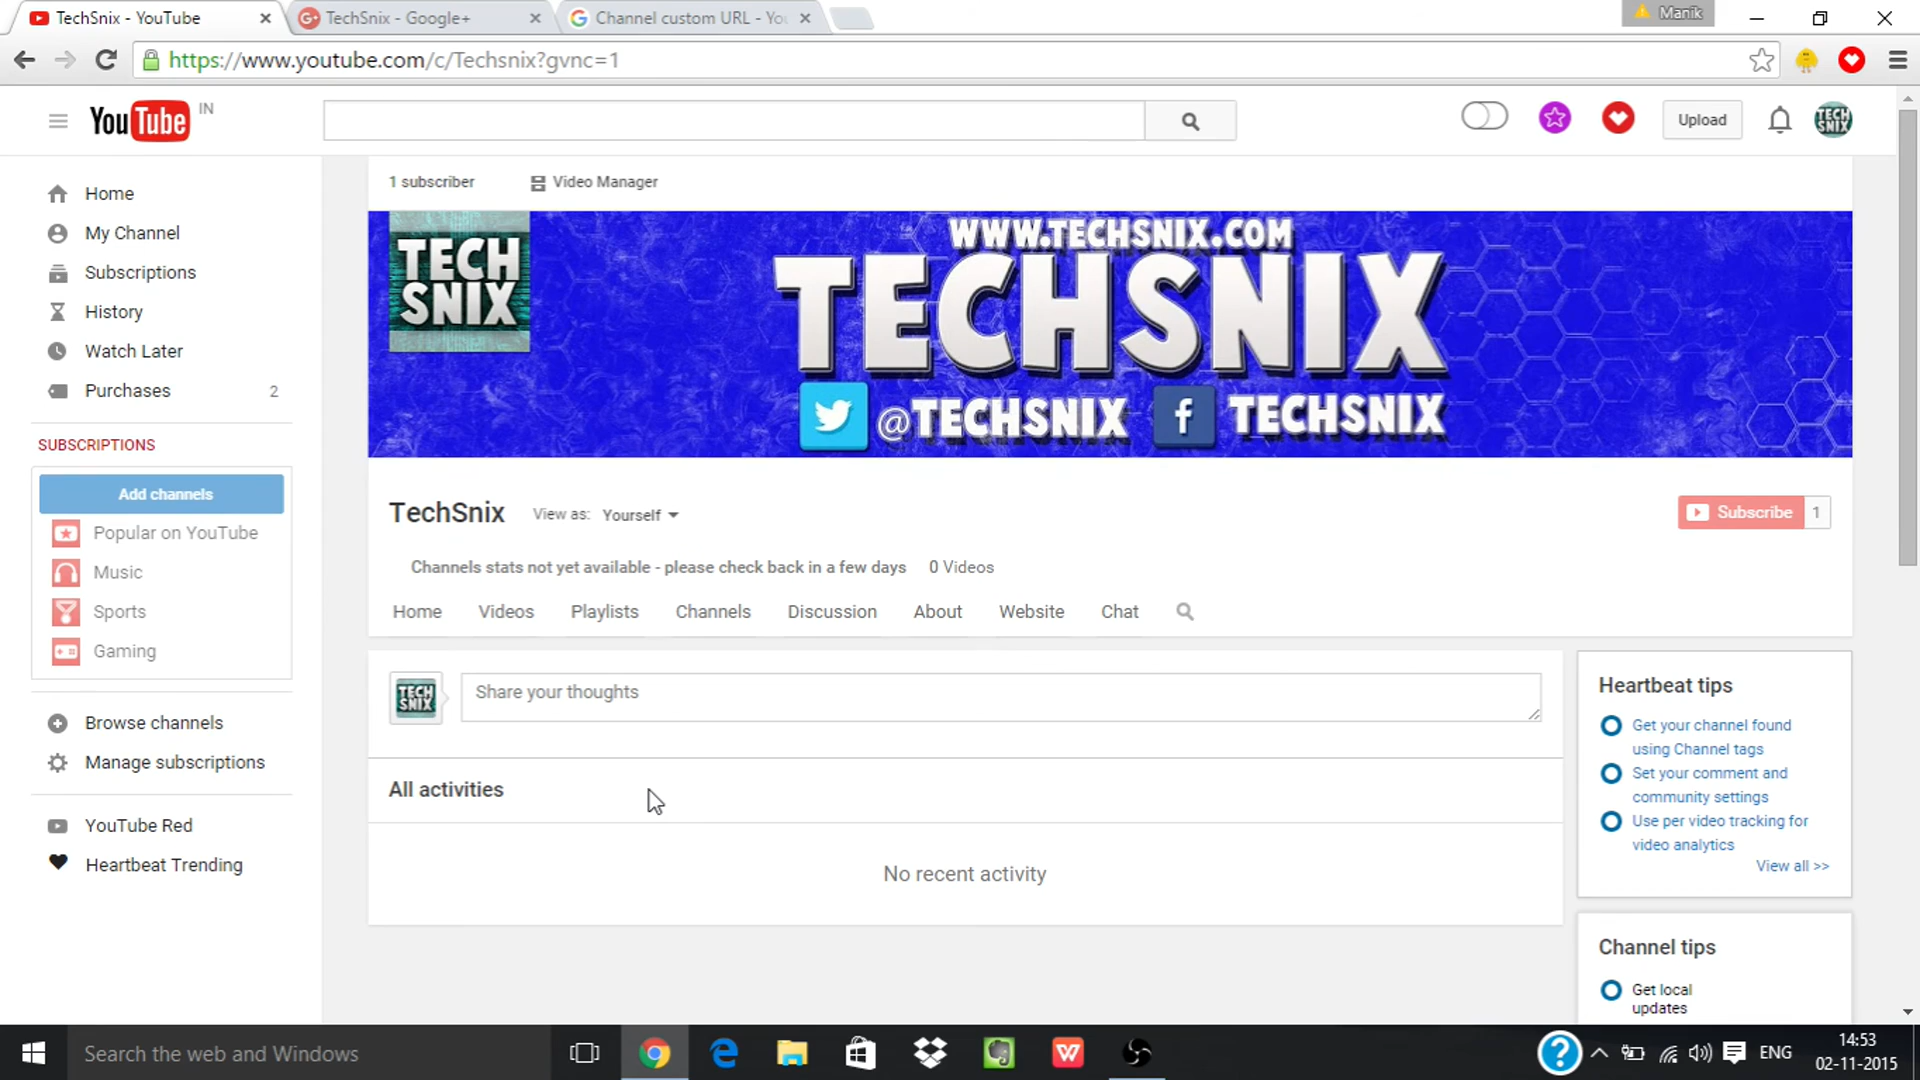 TechSnix - YouTube
TechSnix - Google+
Channel custom URL - You
Manik
https://www.youtube.com/c/Techsnix?gvnc=1
YouTube IN
Upload
TECH SNIX
Home
My Channel
Subscriptions
History
Watch Later
Purchases 2
SUBSCRIPTIONS
Add channels
Popular on YouTube
Music
Sports
Gaming
Browse channels
Manage subscriptions
YouTube Red
Heartbeat Trending
1 subscriber Video Manager
TECH
SNIX
WWW.TECHSNIX.COM
TECHSNIX
@TECHSNIX f TECHSNIX
TechSnix View as: Yourself
Subscribe 1
Channels stats not yet available - please check back in a few days 0 Videos
Home Videos Playlists Channels Discussion About Website Chat
TECH
SNIX
Share your thoughts
All activities
No recent activity
Heartbeat tips
Get your channel found
using Channel tags
Set your comment and
community settings
Use per video tracking for
video analytics
View all >>
Channel tips
Get local
updates
Search the web and Windows
ENG
14:53
02-11-2015